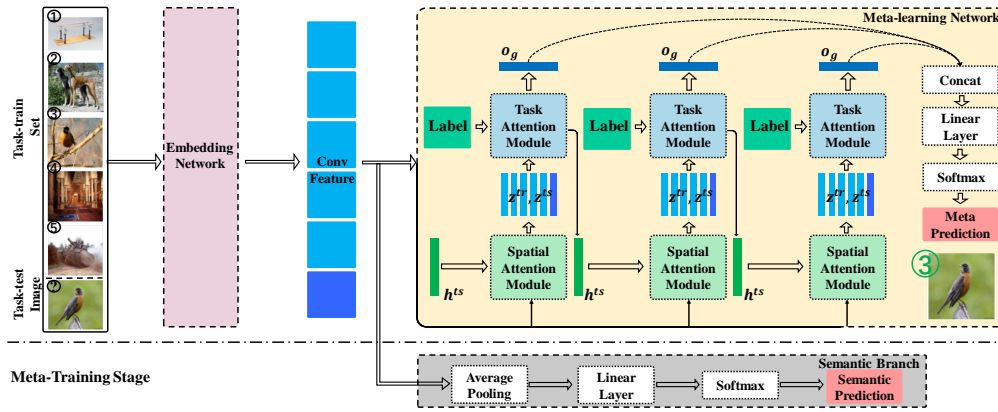 Task-train
Set
Task-test
Image
①
②
③
④
⑤
?
Embedding
Network
Conv
Feature
Meta-learning Network
o_g
o_g
o_g
Label
Task
Attention
Module
Label
Task
Attention
Module
Label
Task
Attention
Module
z^{tr}, z^{ts}
z^{tr}, z^{ts}
z^{tr}, z^{ts}
h^{ts}
Spatial
Attention
Module
h^{ts}
Spatial
Attention
Module
h^{ts}
Spatial
Attention
Module
Concat
Linear
Layer
Softmax
Meta
Prediction
③
Meta-Training Stage
Semantic Branch
Average
Pooling
Linear
Layer
Softmax
Semantic
Prediction